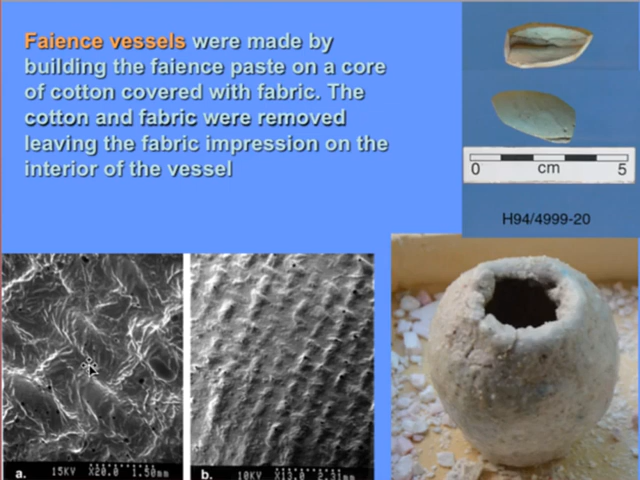 Faience vessels were made by
building the faience paste on a core
of cotton covered with fabric. The
cotton and fabric were removed
leaving the fabric impression on the
interior of the vessel
0 cm 5
H94/4999-20
a. 15KV X20.0 1.50mm
b. 10KV X13.0 2.31mm